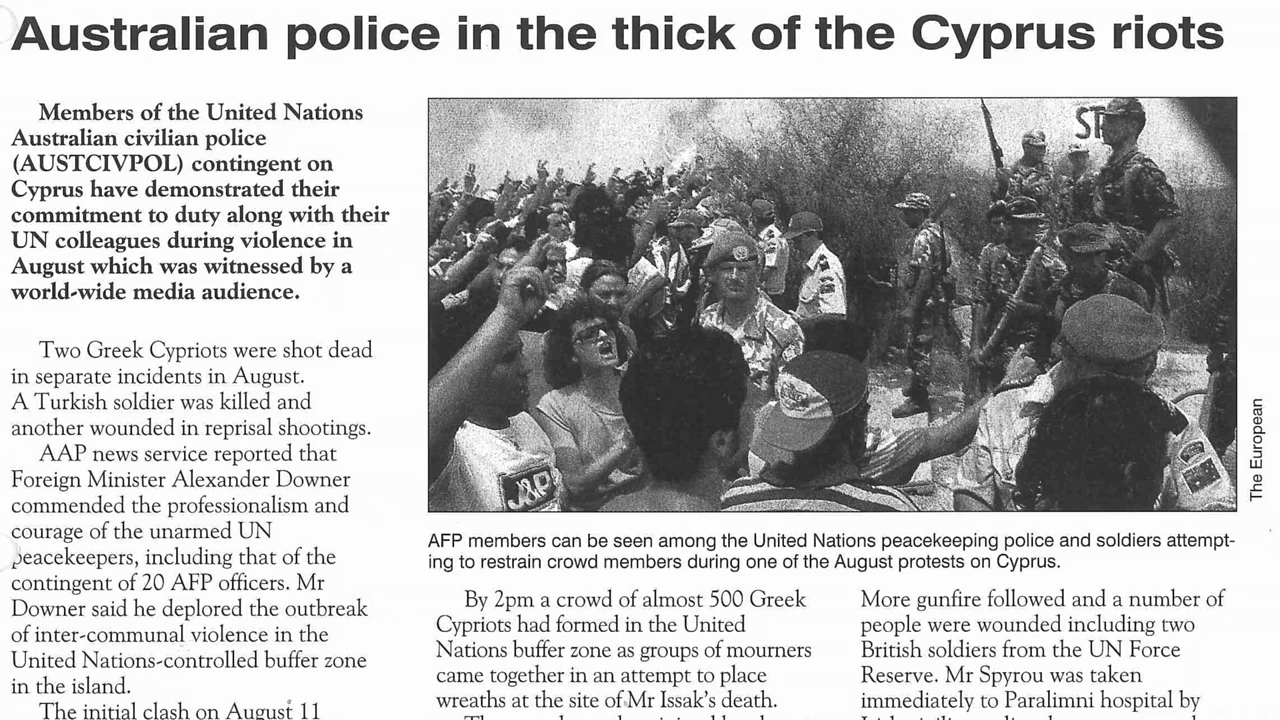 Australian police in the thick of the Cyprus riots
Members of the United Nations
Australian civilian police
(AUSTCIVPOL) contingent on
Cyprus have demonstrated their
commitment to duty along with their
UN colleagues during violence in
August which was witnessed by a
world-wide media audience.
Two Greek Cypriots were shot dead
in separate incidents in August.
A Turkish soldier was killed and
another wounded in reprisal shootings.
AAP news service reported that
Foreign Minister Alexander Downer
commended the professionalism and
courage of the unarmed UN
peacekeepers, including that of the
contingent of 20 AFP officers. Mr
Downer said he deplored the outbreak
of inter-communal violence in the
United Nations-controlled buffer zone
in the island.
The initial clash on August 11
ST
The European
AFP members can be seen among the United Nations peacekeeping police and soldiers attempt-
ing to restrain crowd members during one of the August protests on Cyprus.
By 2pm a crowd of almost 500 Greek
Cypriots had formed in the United
Nations buffer zone as groups of mourners
came together in an attempt to place
wreaths at the site of Mr Issak's death.
More gunfire followed and a number of
people were wounded including two
British soldiers from the UN Force
Reserve. Mr Spyrou was taken
immediately to Paralimni hospital by